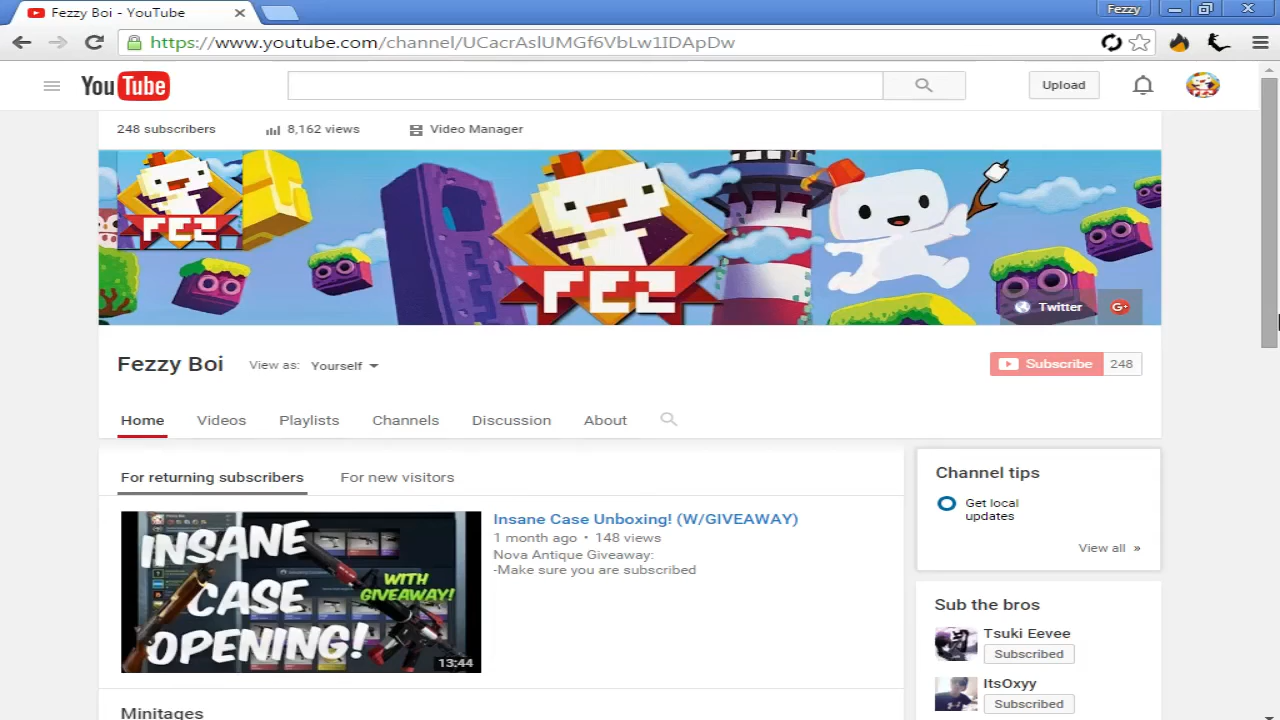 Fezzy Boi - YouTube
Fezzy
https://www.youtube.com/channel/UCacrAslUMGf6VbLw1IDApDw
YouTube
Upload
FEZ
248 subscribers
8,162 views
Video Manager
FEZ
FEZ
Twitter
G+
Fezzy Boi
View as: Yourself
Subscribe 248
Home
Videos
Playlists
Channels
Discussion
About
For returning subscribers
For new visitors
INSANE
CASE
OPENING!
WITH
GIVEAWAY!
13:44
Insane Case Unboxing! (W/GIVEAWAY)
1 month ago • 148 views
Nova Antique Giveaway:
-Make sure you are subscribed
Minitages
Channel tips
Get local
updates
View all »
Sub the bros
Tsuki Eevee
Subscribed
ItsOxyy
Subscribed